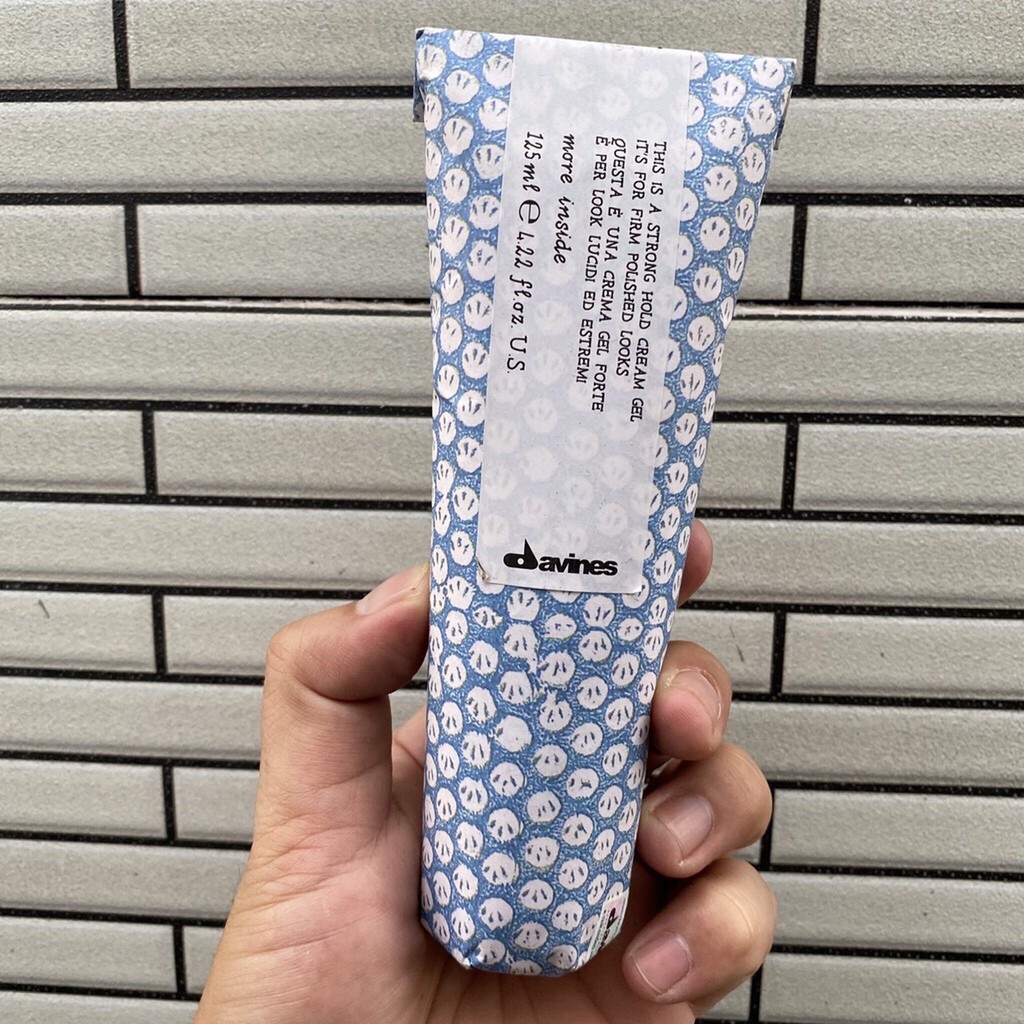 THIS IS A STRONG HOLD CREAM GEL
IT'S FOR FIRM POLISHED LOOKS
QUESTA È UNA CREMA GEL FORTE
È PER LOOK LUCIDI ED ESTREMI
more inside
125 ml ℮ 4.22 fl.oz. U.S.
davines